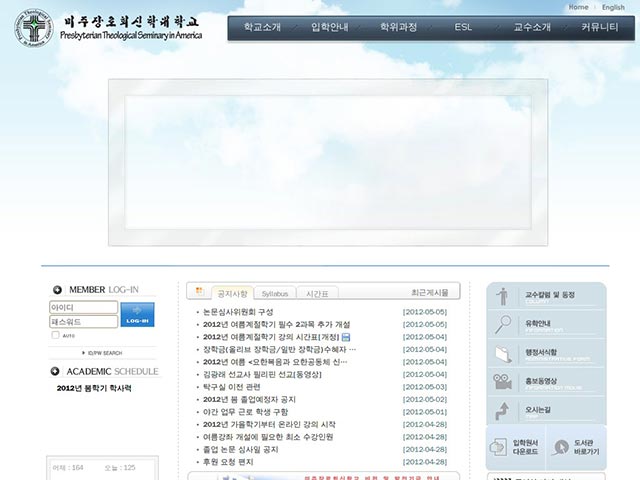 Home
English
미주장로회신학대학교
Presbyterian Theological Seminary in America
학교소개
입학안내
학위과정
ESL
교수소개
커뮤니티
MEMBER LOG-IN
아이디
패스워드
LOG-IN
AUTO
ID/PW SEARCH
ACADEMIC SCHEDULE
2012년 봄학기 학사력
어제 : 164
오늘 : 125
공지사항
Syllabus
시간표
최근게시물
논문심사위원회 구성 [2012-05-05]
2012년 여름계절학기 필수 2과목 추가 개설 [2012-05-05]
2012년 여름계절학기 강의 시간표[개정] [2012-05-04]
장학금(올리브 장학금/일반 장학금)수혜자 … [2012-05-04]
2012년 여름 <요한복음과 요한공동체 신… [2012-05-04]
김광래 선교사 필리핀 선교[동영상] [2012-05-04]
탁구실 이전 관련 [2012-05-03]
2012년 봄 졸업예정자 공지 [2012-05-02]
야간 업무 근로 학생 구함 [2012-05-01]
2012년 가을학기부터 온라인 강의 시작 [2012-04-28]
여름강좌 개설에 필요한 최소 수강인원 [2012-04-28]
졸업 논문 심사일 공지 [2012-04-28]
후원 요청 편지 [2012-04-28]
교수칼럼 및 동정
유학안내
INFORMATION
행정서식함
ADMINISTRATIVE FORM
홍보동영상
INFORMATION MOVIE
오시는길
입학원서
다운로드
도서관
바로가기